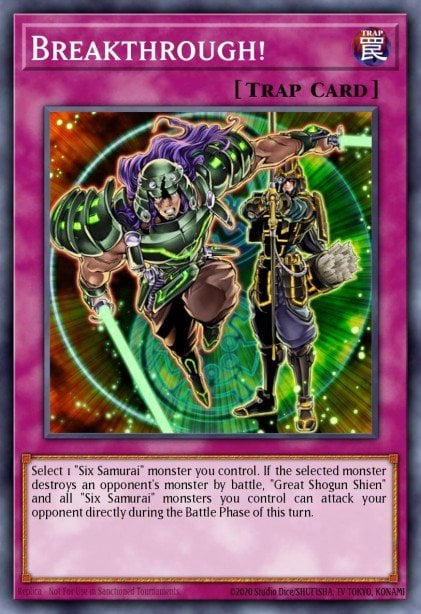 BREAKTHROUGH!
TRAP
罠
[TRAP CARD]
Select 1 "Six Samurai" monster you control. If the selected monster
destroys an opponent's monster by battle, "Great Shogun Shien"
and all "Six Samurai" monsters you control can attack your
opponent directly during the Battle Phase of this turn.
Replica - Not For Use in Sanctioned Tournaments ©2020 Studio Dice/SHUEISHA, TV TOKYO, KONAMI